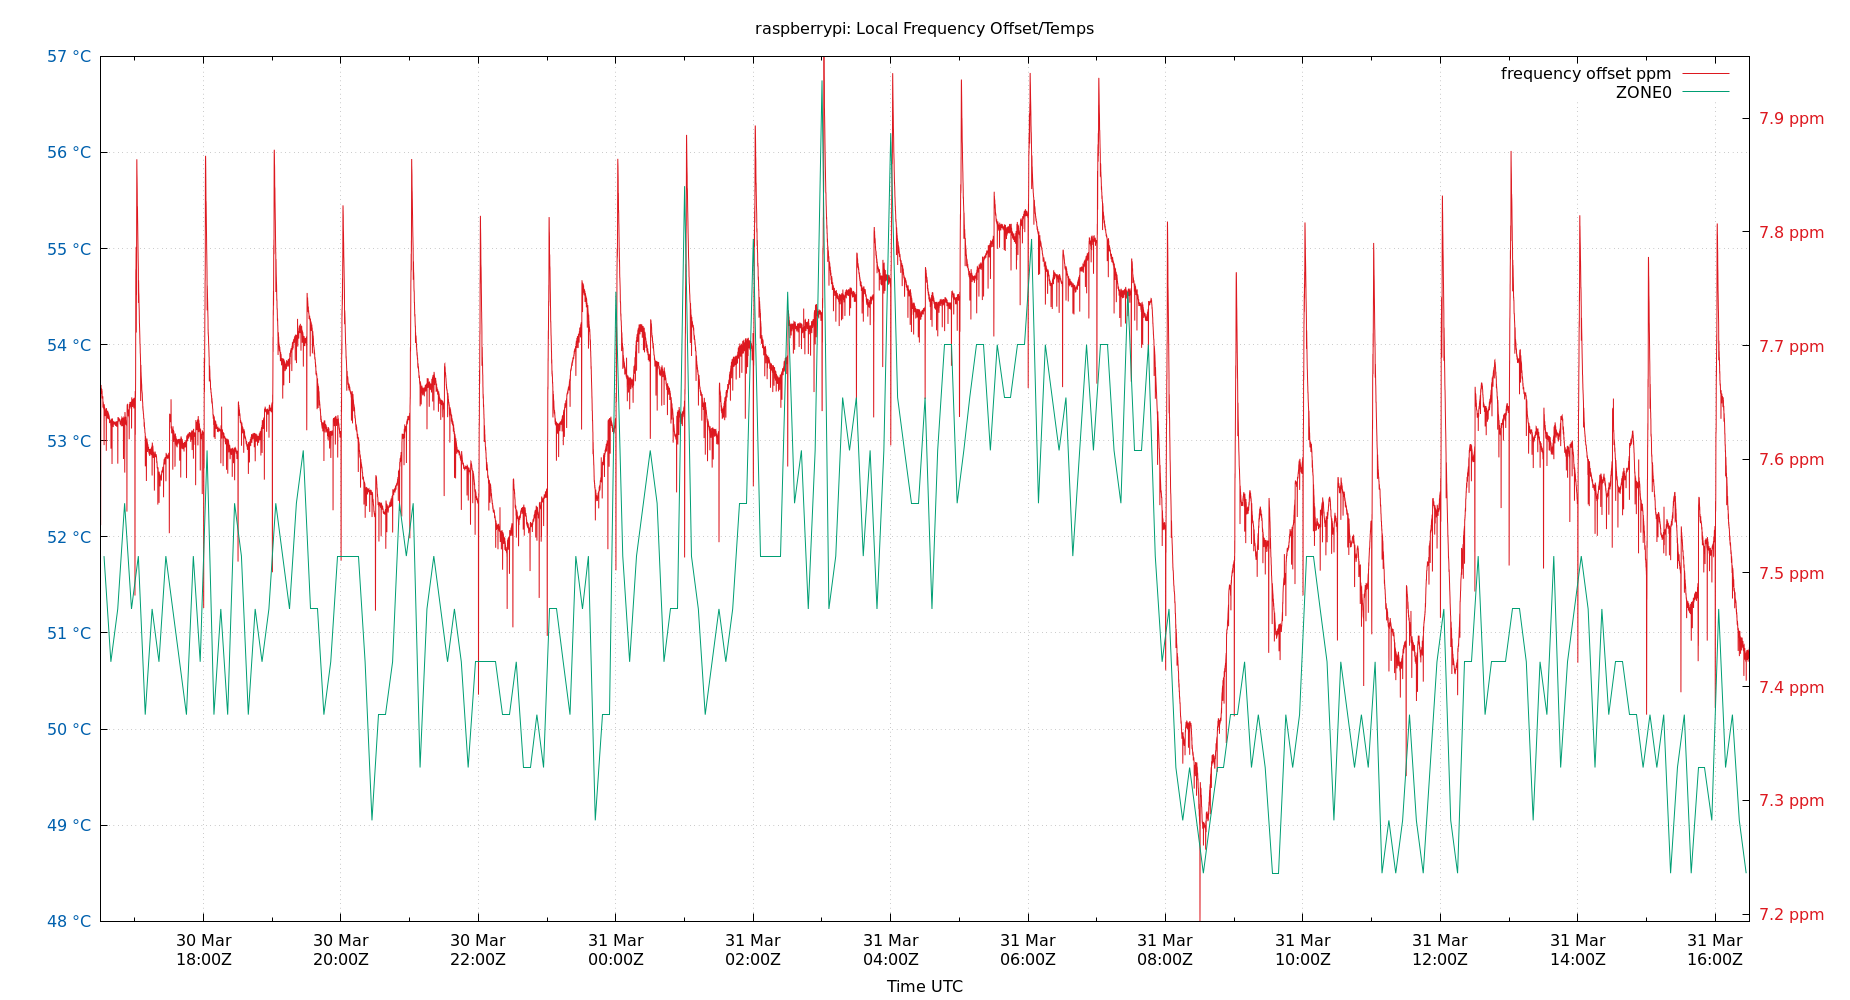 raspberrypi: Local Frequency Offset/Temps
frequency offset ppm
ZONE0
57 °C
56 °C
55 °C
54 °C
53 °C
52 °C
51 °C
50 °C
49 °C
48 °C
7.9 ppm
7.8 ppm
7.7 ppm
7.6 ppm
7.5 ppm
7.4 ppm
7.3 ppm
7.2 ppm
30 Mar 30 Mar 30 Mar 31 Mar 31 Mar 31 Mar 31 Mar 31 Mar 31 Mar 31 Mar 31 Mar 31 Mar
18:00Z 20:00Z 22:00Z 00:00Z 02:00Z 04:00Z 06:00Z 08:00Z 10:00Z 12:00Z 14:00Z 16:00Z
Time UTC